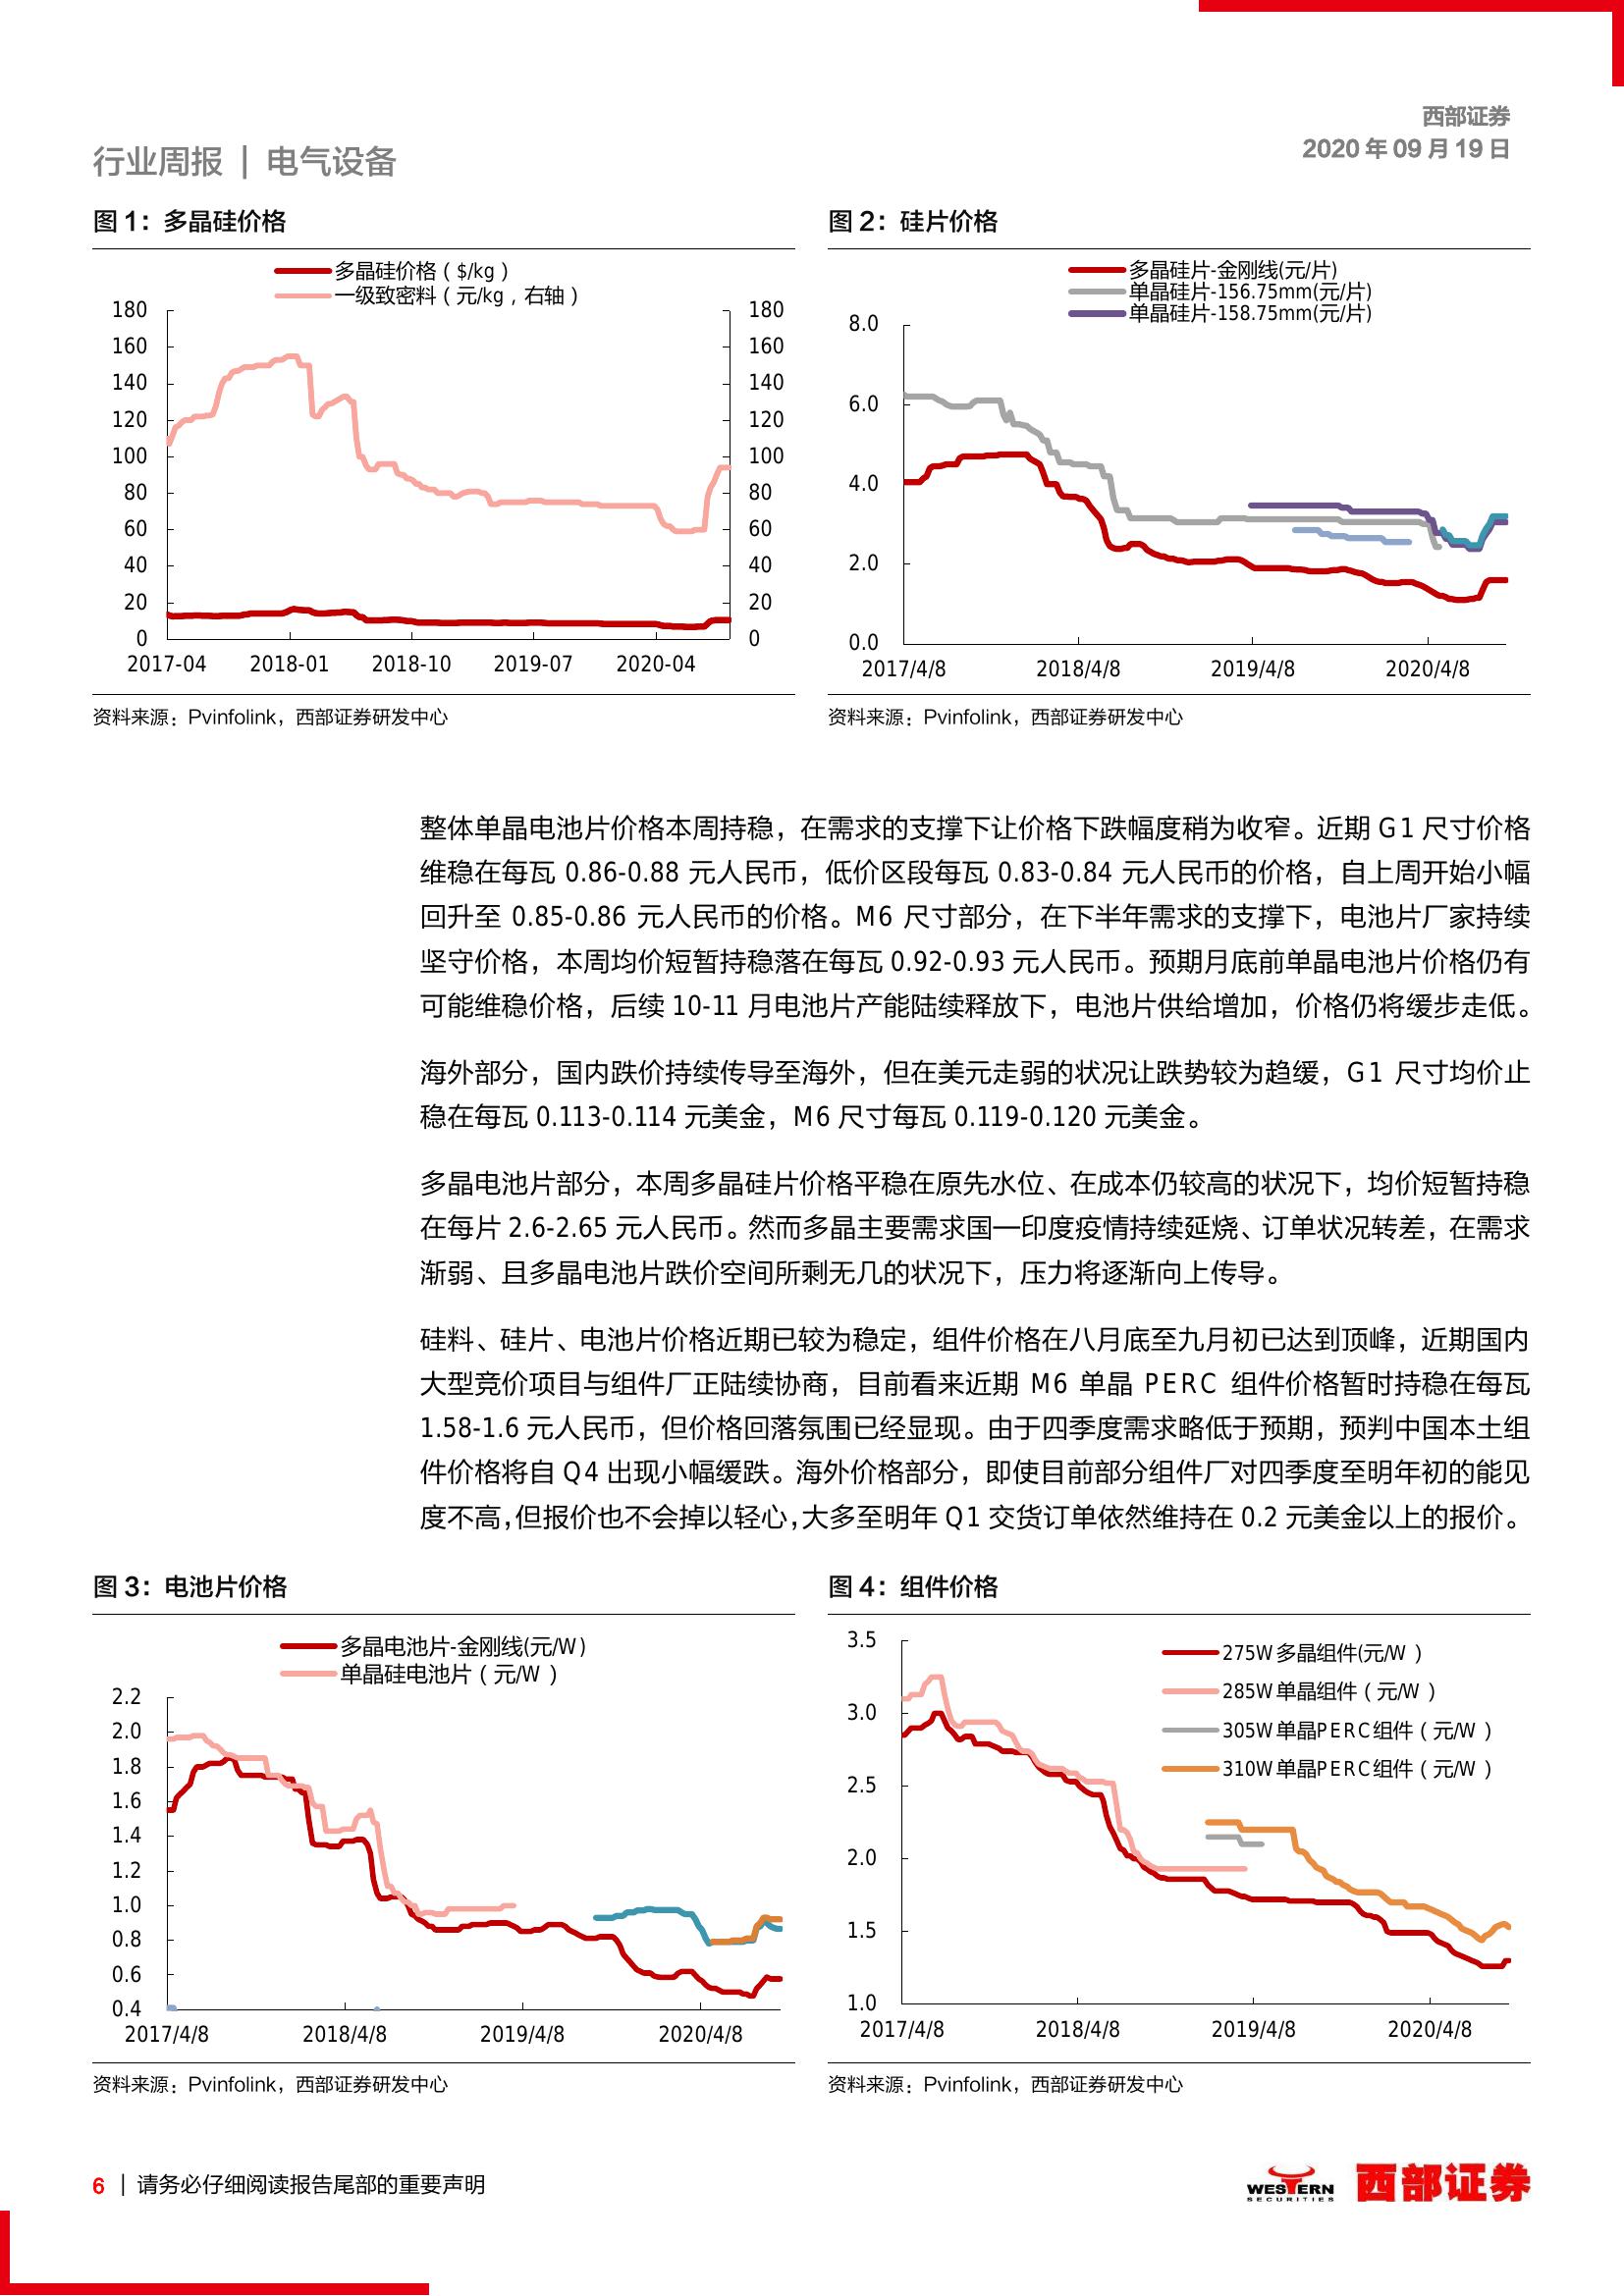 西部证券
2020 年 09 月 19 日
行业周报 | 电气设备
图 1：多晶硅价格
多晶硅价格（$/kg）
一级致密料（元/kg，右轴）
180
160
140
120
100
80
60
40
20
0
180
160
140
120
100
80
60
40
20
0
2017-04 2018-01 2018-10 2019-07 2020-04
资料来源：Pvinfolink，西部证券研发中心
图 2：硅片价格
多晶硅片-金刚线(元/片)
单晶硅片-156.75mm(元/片)
单晶硅片-158.75mm(元/片)
8.0
6.0
4.0
2.0
0.0
2017/4/8 2018/4/8 2019/4/8 2020/4/8
资料来源：Pvinfolink，西部证券研发中心
整体单晶电池片价格本周持稳，在需求的支撑下让价格下跌幅度稍为收窄。近期 G1 尺寸价格
维稳在每瓦 0.86-0.88 元人民币，低价区段每瓦 0.83-0.84 元人民币的价格，自上周开始小幅
回升至 0.85-0.86 元人民币的价格。M6 尺寸部分，在下半年需求的支撑下，电池片厂家持续
坚守价格，本周均价短暂持稳落在每瓦 0.92-0.93 元人民币。预期月底前单晶电池片价格仍有
可能维稳价格，后续 10-11 月电池片产能陆续释放下，电池片供给增加，价格仍将缓步走低。
海外部分，国内跌价持续传导至海外，但在美元走弱的状况让跌势较为趋缓，G1 尺寸均价止
稳在每瓦 0.113-0.114 元美金，M6 尺寸每瓦 0.119-0.120 元美金。
多晶电池片部分，本周多晶硅片价格平稳在原先水位、在成本仍较高的状况下，均价短暂持稳
在每片 2.6-2.65 元人民币。然而多晶主要需求国—印度疫情持续延烧、订单状况转差，在需求
渐弱、且多晶电池片跌价空间所剩无几的状况下，压力将逐渐向上传导。
硅料、硅片、电池片价格近期已较为稳定，组件价格在八月底至九月初已达到顶峰，近期国内
大型竞价项目与组件厂正陆续协商，目前看来近期 M6 单晶 PERC 组件价格暂时持稳在每瓦
1.58-1.6 元人民币，但价格回落氛围已经显现。由于四季度需求略低于预期，预判中国本土组
件价格将自 Q4 出现小幅缓跌。海外价格部分，即使目前部分组件厂对四季度至明年初的能见
度不高，但报价也不会掉以轻心，大多至明年 Q1 交货订单依然维持在 0.2 元美金以上的报价。
图 3：电池片价格
多晶电池片-金刚线(元/W)
单晶硅电池片（元/W）
2.2
2.0
1.8
1.6
1.4
1.2
1.0
0.8
0.6
0.4
2017/4/8 2018/4/8 2019/4/8 2020/4/8
资料来源：Pvinfolink，西部证券研发中心
图 4：组件价格
275W多晶组件(元/W）
285W单晶组件（元/W）
305W单晶PERC组件（元/W）
310W单晶PERC组件（元/W）
3.5
3.0
2.5
2.0
1.5
1.0
2017/4/8 2018/4/8 2019/4/8 2020/4/8
资料来源：Pvinfolink，西部证券研发中心
6 | 请务必仔细阅读报告尾部的重要声明
WESTERN
SECURITIES
西部证券